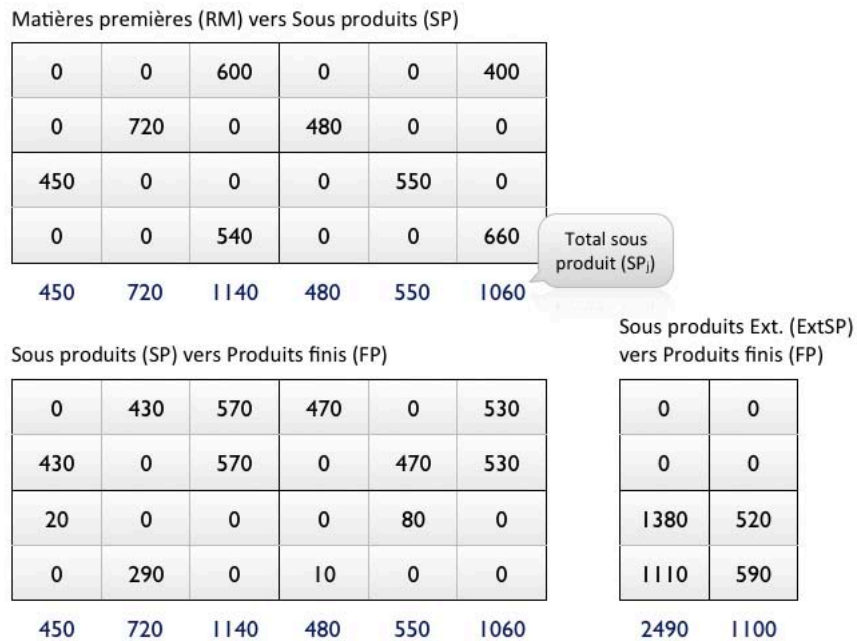 Matières premières (RM) vers Sous produits (SP)
0 0 600 0 0 400
0 720 0 480 0 0
450 0 0 0 550 0
0 0 540 0 0 660
450 720 1140 480 550 1060
Total sous
produit (SPj)
Sous produits (SP) vers Produits finis (FP)
0 430 570 470 0 530
430 0 570 0 470 530
20 0 0 0 80 0
0 290 0 10 0 0
450 720 1140 480 550 1060
Sous produits Ext. (ExtSP)
vers Produits finis (FP)
0 0
0 0
1380 520
1110 590
2490 1100